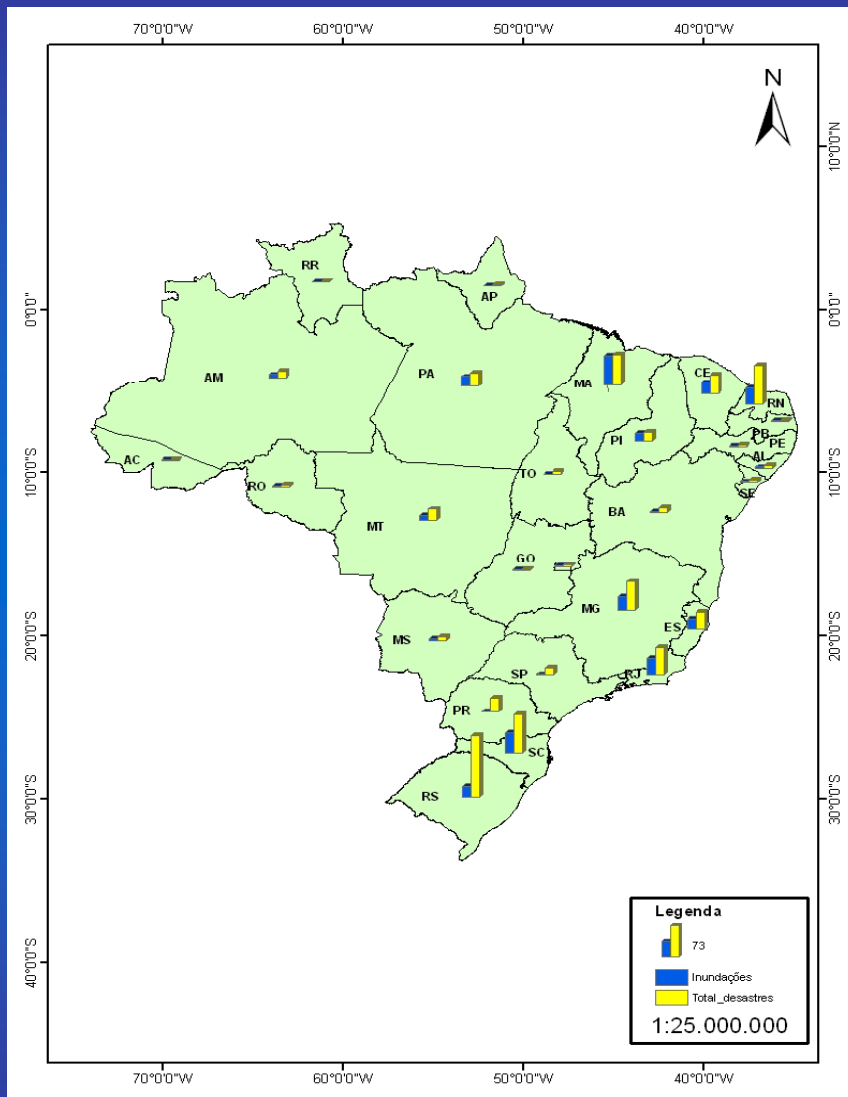 70°0'0"W 60°0'0"W 50°0'0"W 40°0'0"W
N
10°0'0"N
RR
AP
0°0'0" 0°0'0"
AM PA MA CE
RN
PI PB
PE
AL
AC TO
10°0'0"S 10°0'0"S
RO SE
MT BA
GO
MG
ES
MS
20°0'0"S 20°0'0"S
SP RJ
PR
SC
RS
30°0'0"S 30°0'0"S
Legenda
73
Inundações
Total_desastres
1:25.000.000
40°0'0"S
70°0'0"W 60°0'0"W 50°0'0"W 40°0'0"W